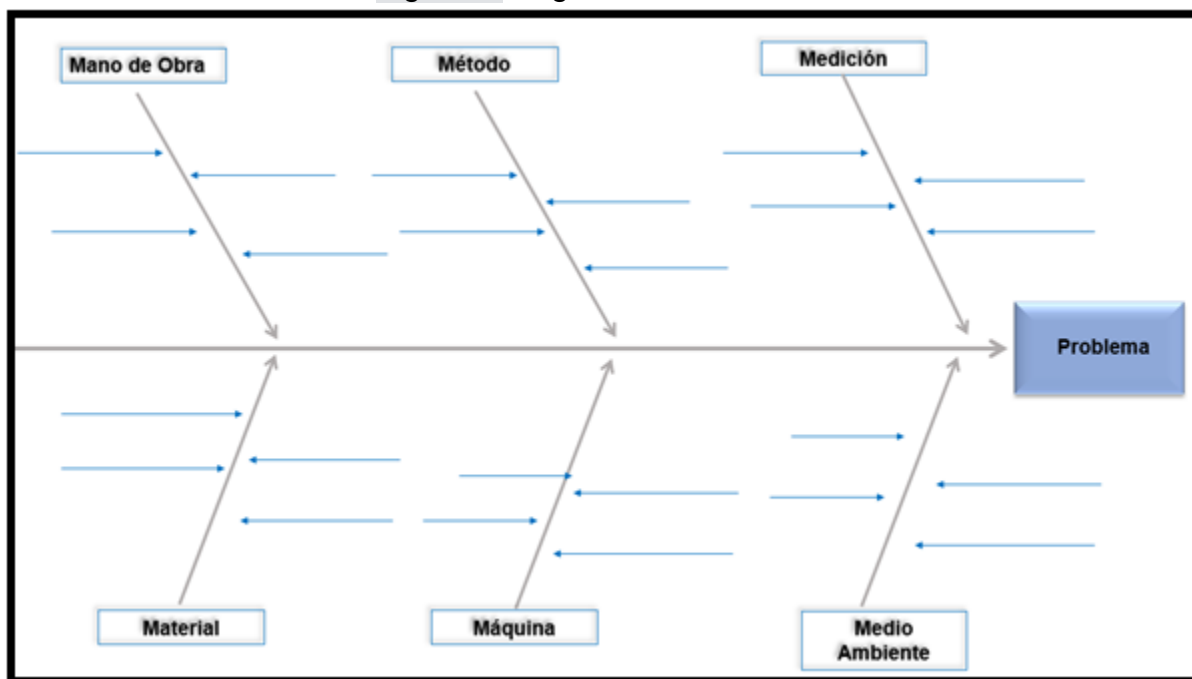 Mano de Obra
Método
Medición
Problema
Material
Máquina
Medio
Ambiente